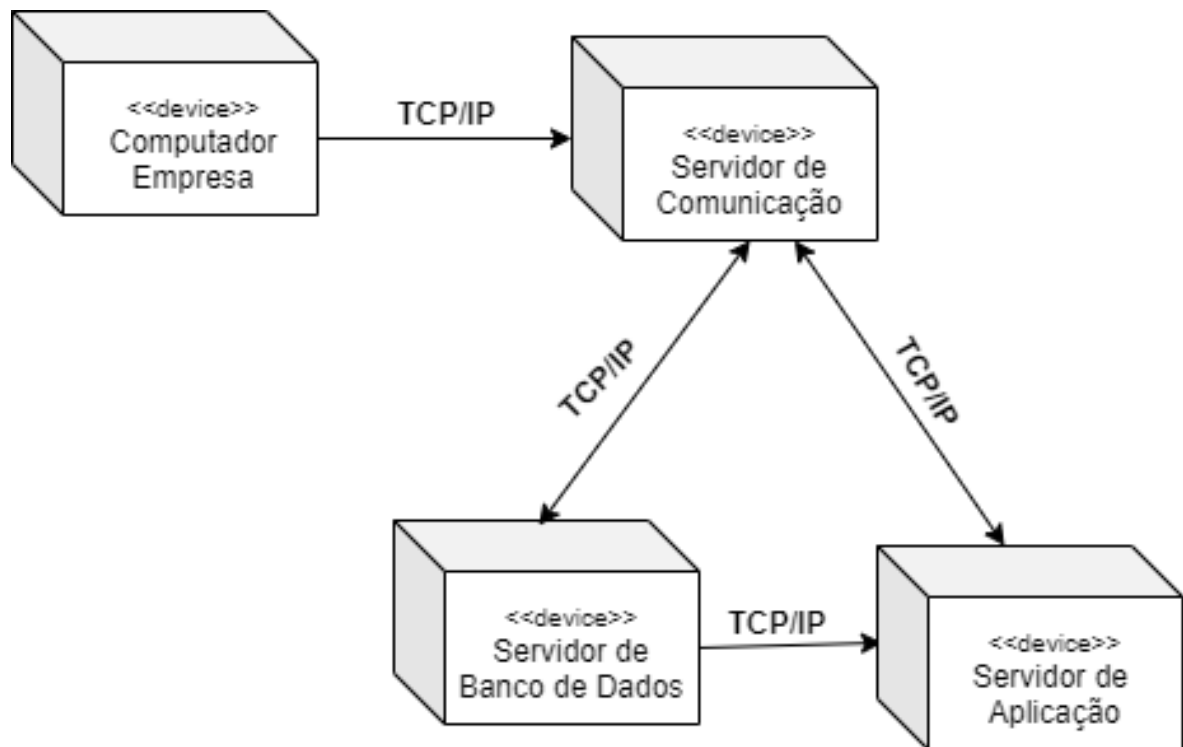 <<device>>
Computador
Empresa
TCP/IP
<<device>>
Servidor de
Comunicação
TCP/IP
TCP/IP
<<device>>
Servidor de
Banco de Dados
TCP/IP
<<device>>
Servidor de
Aplicação